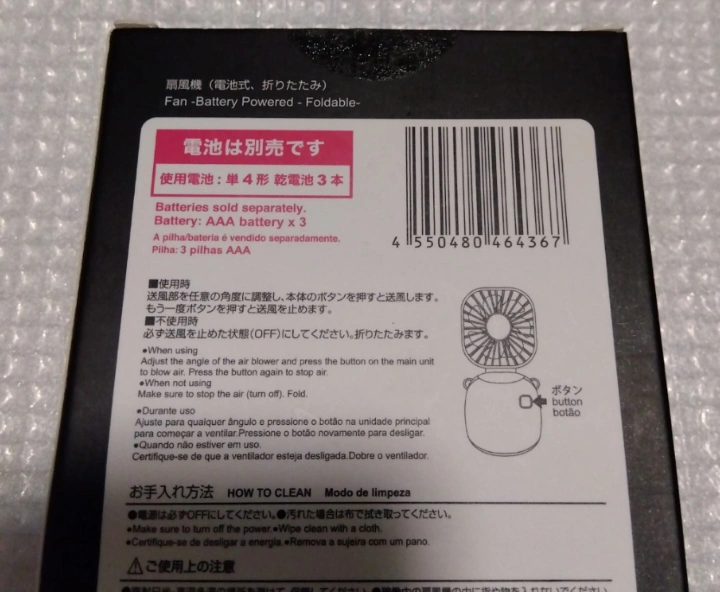 扇風機（電池式、折りたたみ）
Fan -Battery Powered - Foldable-
電池は別売です
使用電池：単4形 乾電池3本
Batteries sold separately.
Battery: AAA battery x 3
A pilha/bateria é vendido separadamente.
Pilha: 3 pilhas AAA
4 550480 464367
■使用時
送風部を任意の角度に調整し、本体のボタンを押すと送風します。
もう一度ボタンを押すと送風を止めます。
■不使用時
必ず送風を止めた状態(OFF)にしてください。折りたたみます。
●When using
Adjust the angle of the air blower and press the button on the main unit
to blow air. Press the button again to stop air.
●When not using
Make sure to stop the air (turn off). Fold.
●Durante uso
Ajuste para qualquer ângulo e pressione o botão na unidade principal
para começar a ventilar.Pressione o botão novamente para desligar.
●Quando não estiver em uso.
Certifique-se de que a ventilador esteja desligada.Dobre o ventilador.
ボタン
button
botão
お手入れ方法 HOW TO CLEAN Modo de limpeza
●電源は必ずOFFにしてください。●汚れた場合は布で拭き取ってください。
●Make sure to turn off the power.●Wipe clean with a cloth.
●Certifique-se de desligar a energia.●Remova a sujeira com um pano.
⚠ご使用上の注意